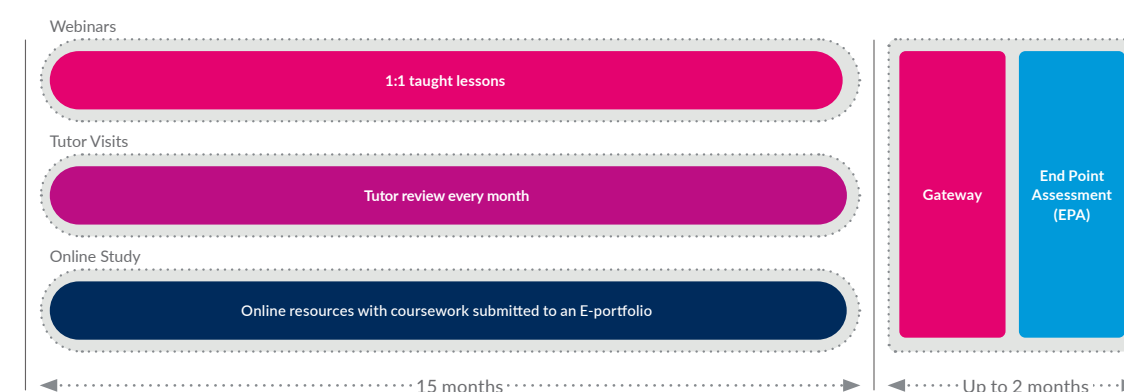 Webinars
1:1 taught lessons
Tutor Visits
Tutor review every month
Online Study
Online resources with coursework submitted to an E-portfolio
15 months
Gateway
End Point
Assessment
(EPA)
Up to 2 months